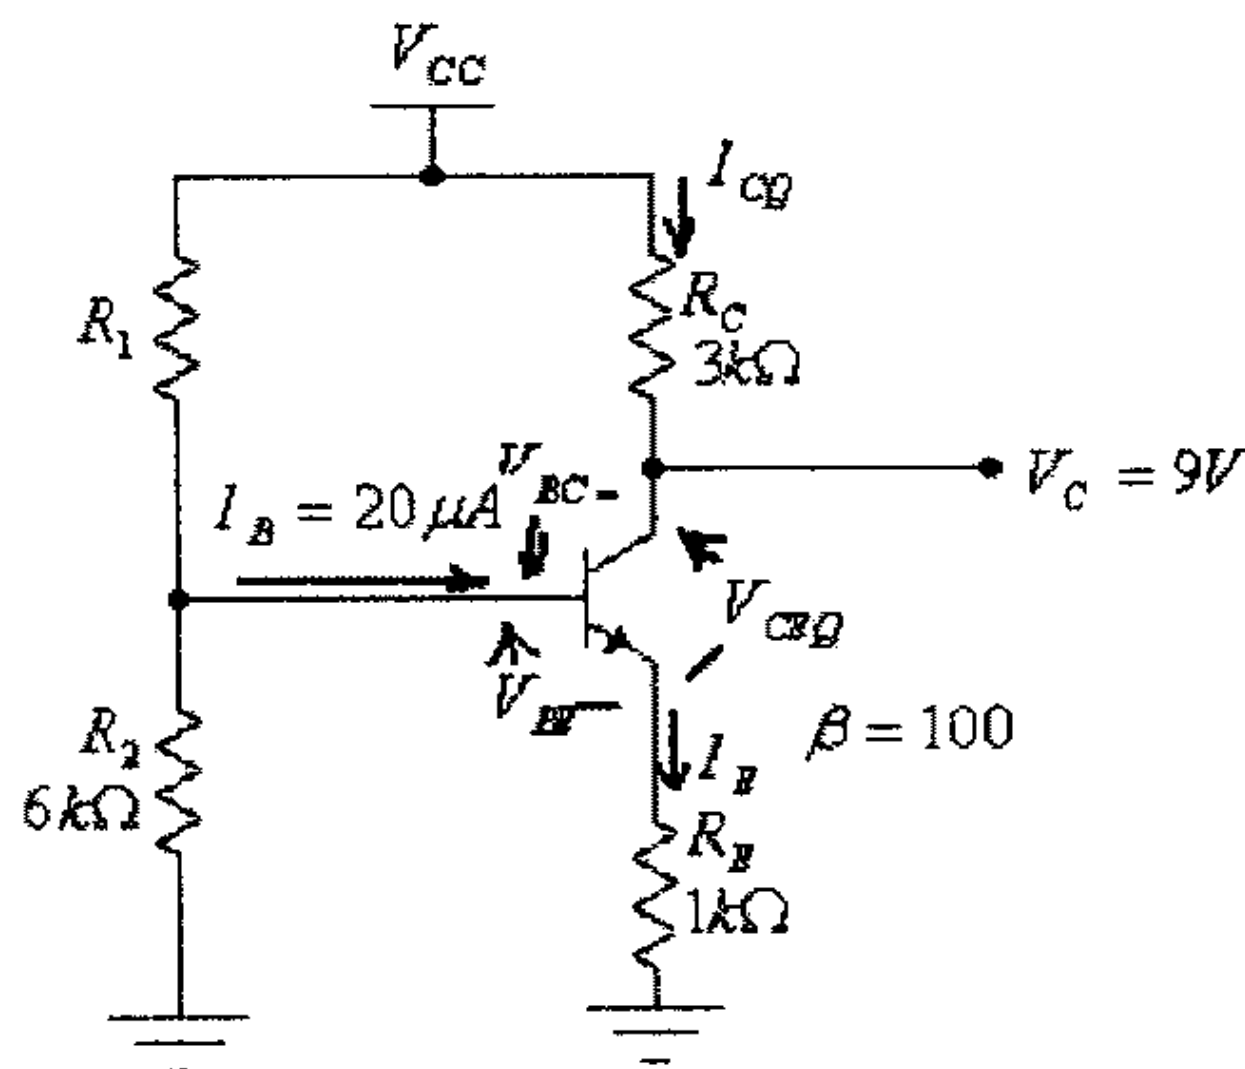 V_CC
I_CQ
R_1
R_C
3kΩ
V_BC
I_B = 20 μA
V_C = 9V
V_CEQ
V_BE
R_2
6kΩ
β = 100
I_E
R_E
1kΩ